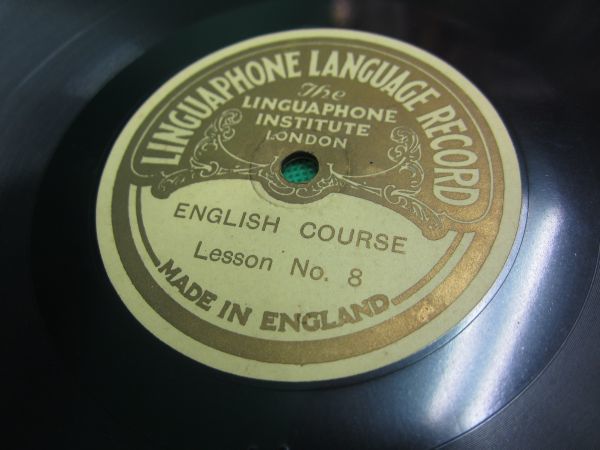 LINGUAPHONE LANGUAGE RECORD
The
LINGUAPHONE
INSTITUTE
LONDON
ENGLISH COURSE
Lesson No. 8
MADE IN ENGLAND